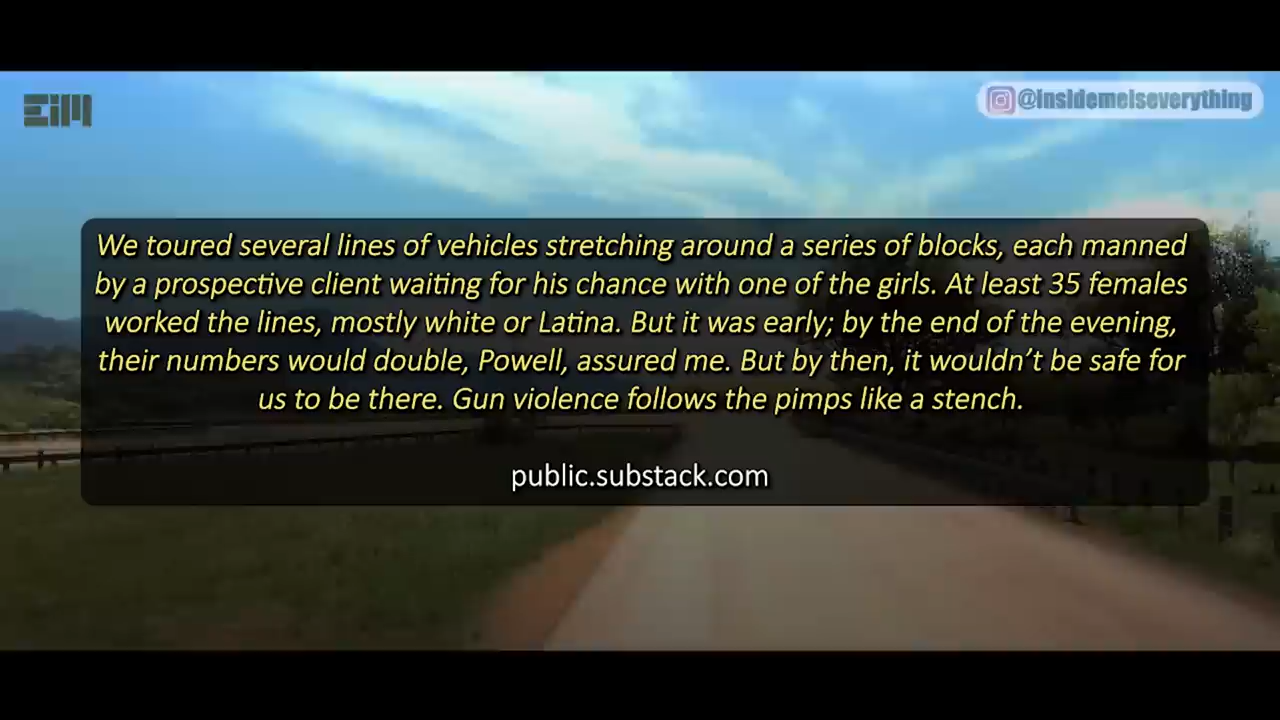 EiM
@insidemeiseverything
We toured several lines of vehicles stretching around a series of blocks, each manned
by a prospective client waiting for his chance with one of the girls. At least 35 females
worked the lines, mostly white or Latina. But it was early; by the end of the evening,
their numbers would double, Powell, assured me. But by then, it wouldn’t be safe for
us to be there. Gun violence follows the pimps like a stench.
public.substack.com